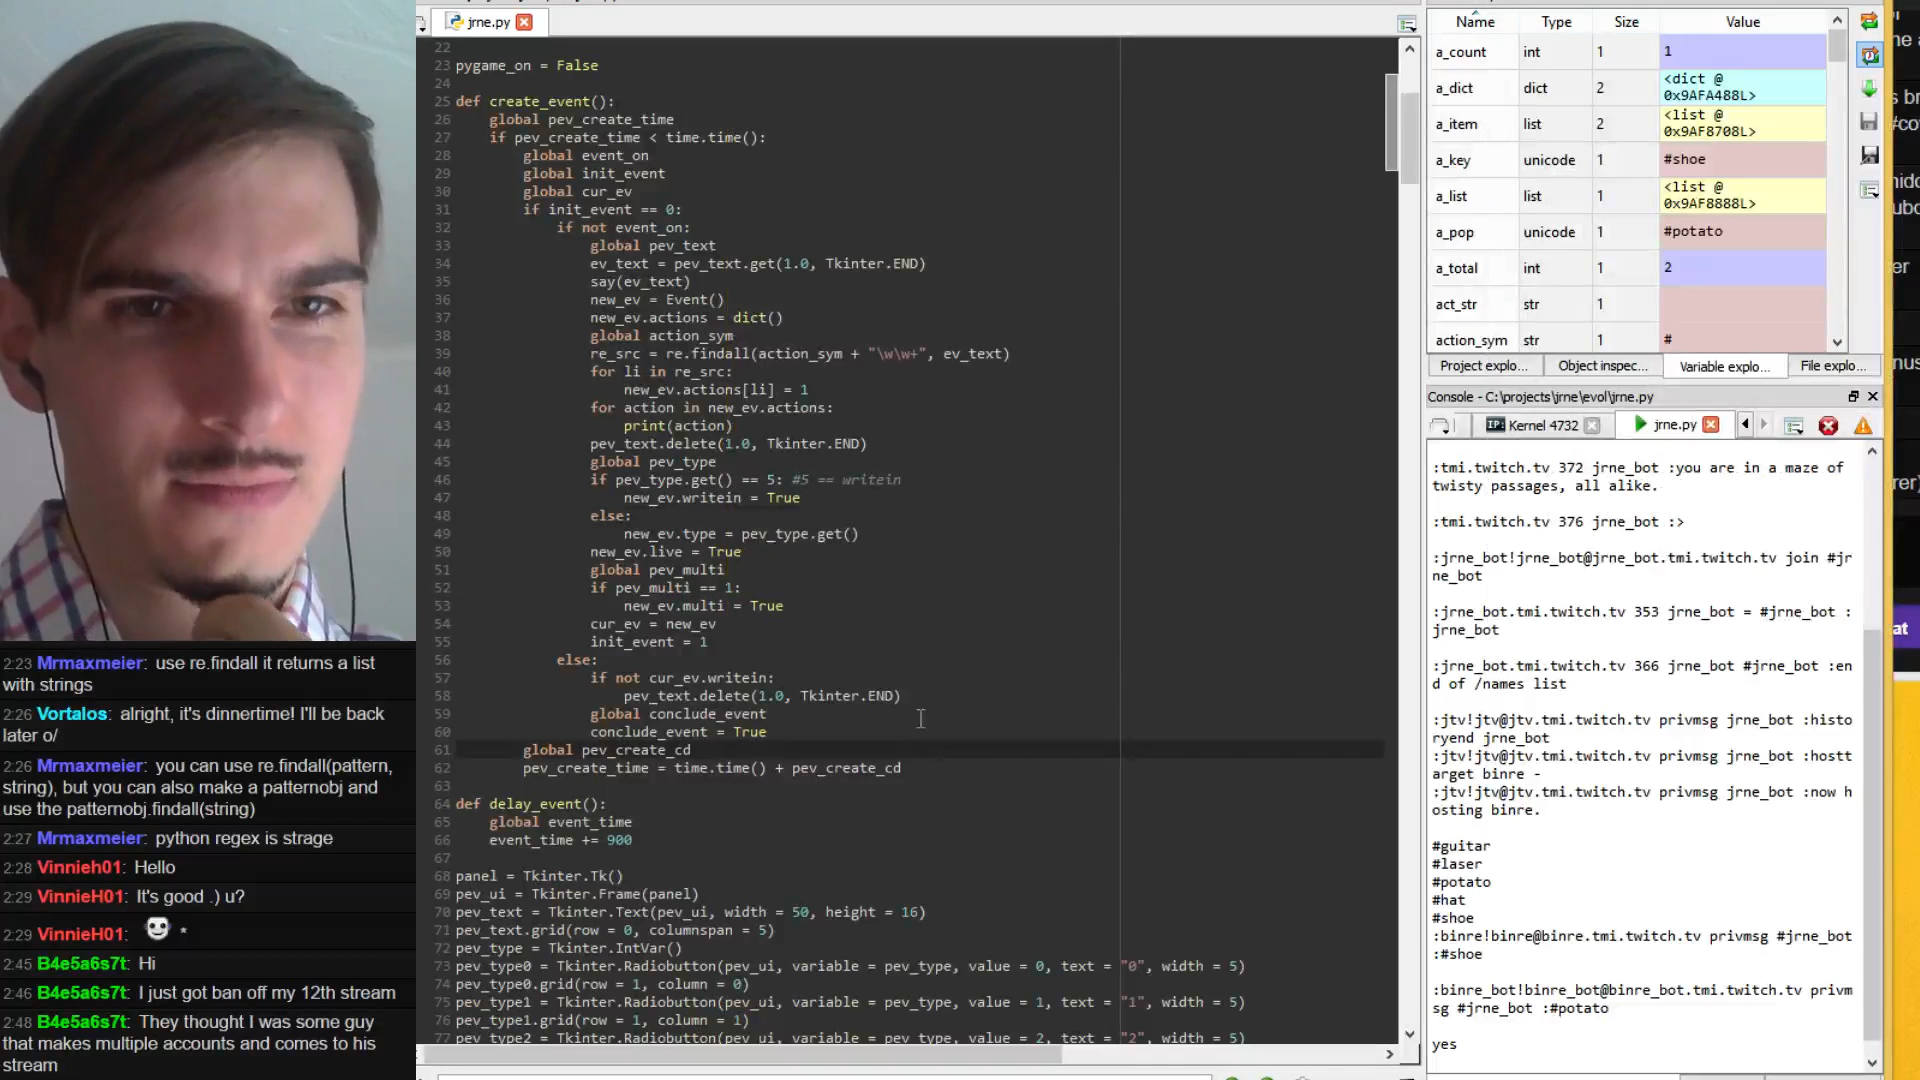 jrne.py
22
23 pygame_on = False
24
25 def create_event():
26 global pev_create_time
27 if pev_create_time < time.time():
28 global event_on
29 global init_event
30 global cur_ev
31 if init_event == 0:
32 if not event_on:
33 global pev_text
34 ev_text = pev_text.get(1.0, Tkinter.END)
35 say(ev_text)
36 new_ev = Event()
37 new_ev.actions = dict()
38 global action_sym
39 re_src = re.findall(action_sym + "\w\w+", ev_text)
40 for li in re_src:
41 new_ev.actions[li] = 1
42 for action in new_ev.actions:
43 print(action)
44 pev_text.delete(1.0, Tkinter.END)
45 global pev_type
46 if pev_type.get() == 5: #5 == writein
47 new_ev.writein = True
48 else:
49 new_ev.type = pev_type.get()
50 new_ev.live = True
51 global pev_multi
52 if pev_multi == 1:
53 new_ev.multi = True
54 cur_ev = new_ev
55 init_event = 1
56 else:
57 if not cur_ev.writein:
58 pev_text.delete(1.0, Tkinter.END)
59 global conclude_event
60 conclude_event = True
61 global pev_create_cd
62 pev_create_time = time.time() + pev_create_cd
63
64 def delay_event():
65 global event_time
66 event_time += 900
67
68 panel = Tkinter.Tk()
69 pev_ui = Tkinter.Frame(panel)
70 pev_text = Tkinter.Text(pev_ui, width = 50, height = 16)
71 pev_text.grid(row = 0, columnspan = 5)
72 pev_type = Tkinter.IntVar()
73 pev_type0 = Tkinter.Radiobutton(pev_ui, variable = pev_type, value = 0, text = "0", width = 5)
74 pev_type0.grid(row = 1, column = 0)
75 pev_type1 = Tkinter.Radiobutton(pev_ui, variable = pev_type, value = 1, text = "1", width = 5)
76 pev_type1.grid(row = 1, column = 1)
77 pev_type2 = Tkinter.Radiobutton(pev_ui, variable = pev_type, value = 2, text = "2", width = 5)
2:23 Mrmaxmeier: use re.findall it returns a list
with strings
2:26 Vortalos: alright, it's dinnertime! I'll be back
later o/
2:26 Mrmaxmeier: you can use re.findall(pattern,
string), but you can also make a patternobj and
use the patternobj.findall(string)
2:27 Mrmaxmeier: python regex is strage
2:28 Vinnieh01: Hello
2:29 VinnieH01: It's good .) u?
2:29 VinnieH01: *
2:45 B4e5a6s7t: Hi
2:46 B4e5a6s7t: I just got ban off my 12th stream
2:48 B4e5a6s7t: They thought I was some guy
that makes multiple accounts and comes to his
stream
Name Type Size Value
a_count int 1 1
a_dict dict 2 <dict @
0x9AFA488L>
a_item list 2 <list @
0x9AF8708L>
a_key unicode 1 #shoe
a_list list 1 <list @
0x9AF8888L>
a_pop unicode 1 #potato
a_total int 1 2
act_str str 1
action_sym str 1 #
Project explo... Object inspec... Variable explo... File explo...
Console - C:\projects\jrne\evol\jrne.py
IP: Kernel 4732 jrne.py
:tmi.twitch.tv 372 jrne_bot :you are in a maze of
twisty passages, all alike.
:tmi.twitch.tv 376 jrne_bot :>
:jrne_bot!jrne_bot@jrne_bot.tmi.twitch.tv join #jr
ne_bot
:jrne_bot.tmi.twitch.tv 353 jrne_bot = #jrne_bot :
jrne_bot
:jrne_bot.tmi.twitch.tv 366 jrne_bot #jrne_bot :en
d of /names list
:jtv!jtv@jtv.tmi.twitch.tv privmsg jrne_bot :histo
ryend jrne_bot
:jtv!jtv@jtv.tmi.twitch.tv privmsg jrne_bot :hostt
arget binre -
:jtv!jtv@jtv.tmi.twitch.tv privmsg jrne_bot :now h
osting binre.
#guitar
#laser
#potato
#hat
#shoe
:binre!binre@binre.tmi.twitch.tv privmsg #jrne_bot
:#shoe
:binre_bot!binre_bot@binre_bot.tmi.twitch.tv privm
sg #jrne_bot :#potato
yes